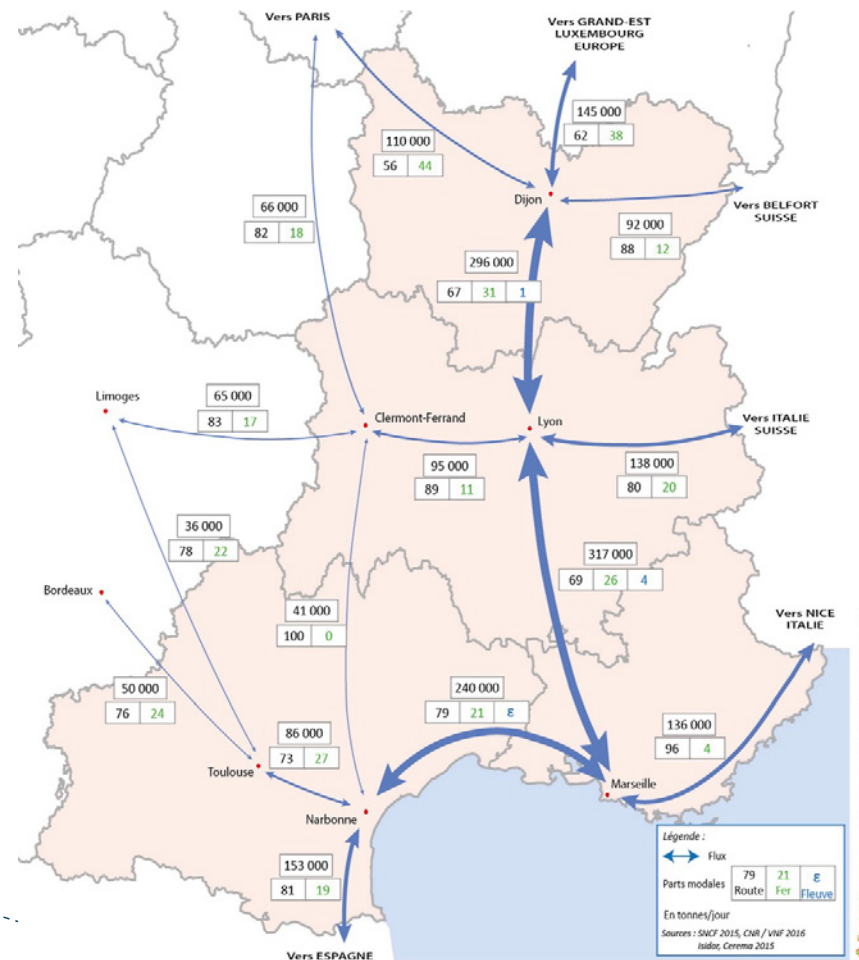 Vers PARIS
Vers GRAND-EST
LUXEMBOURG
EUROPE
145 000
62 38
110 000
56 44
Dijon
Vers BELFORT
SUISSE
66 000
82 18
92 000
88 12
296 000
67 31 1
Limoges
65 000
83 17
Clermont-Ferrand
Lyon
Vers ITALIE
SUISSE
95 000
89 11
138 000
80 20
36 000
78 22
317 000
69 26 4
Bordeaux
41 000
100 0
Vers NICE
ITALIE
50 000
76 24
240 000
79 21 ε
86 000
73 27
136 000
96 4
Toulouse
Marseille
Narbonne
153 000
81 19
Vers ESPAGNE
Légende :
Flux
Parts modales
79 21 ε
Route Fer Fleuve
En tonnes/jour
Sources : SNCF 2015, CNR / VNF 2016
Isidor, Cerema 2015